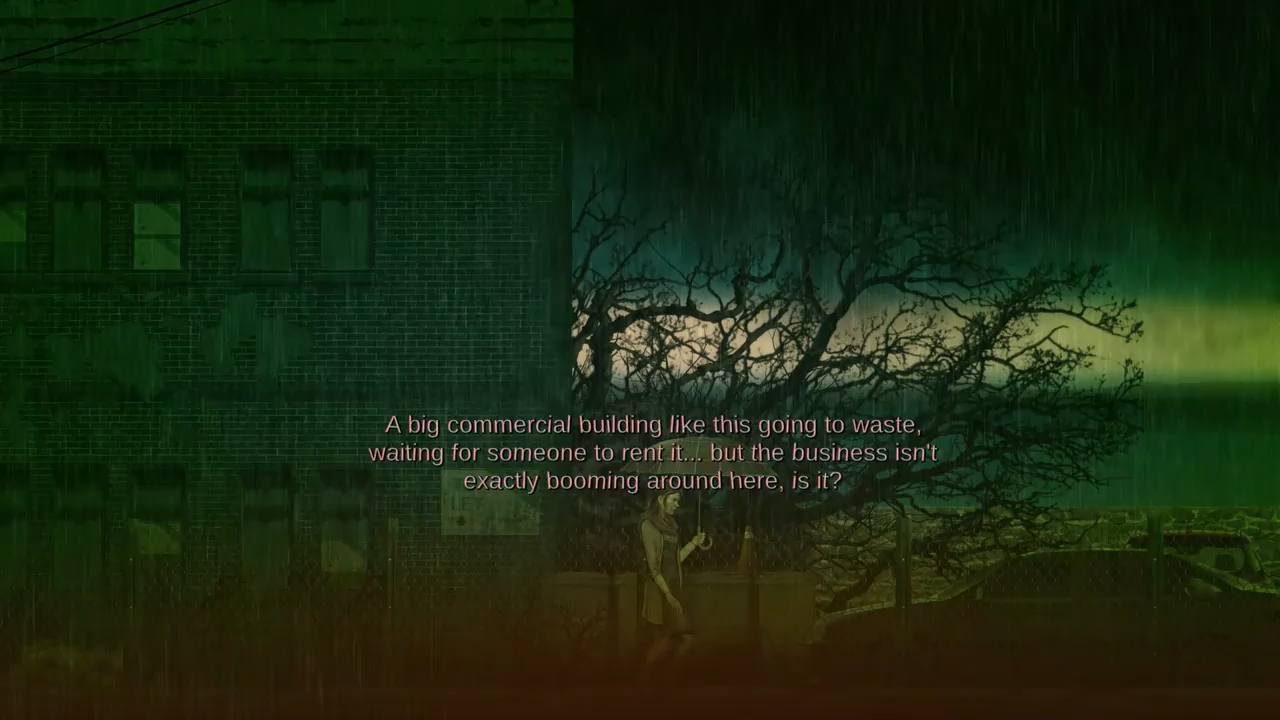 A big commercial building like this going to waste,
waiting for someone to rent it... but the business isn't
exactly booming around here, is it?